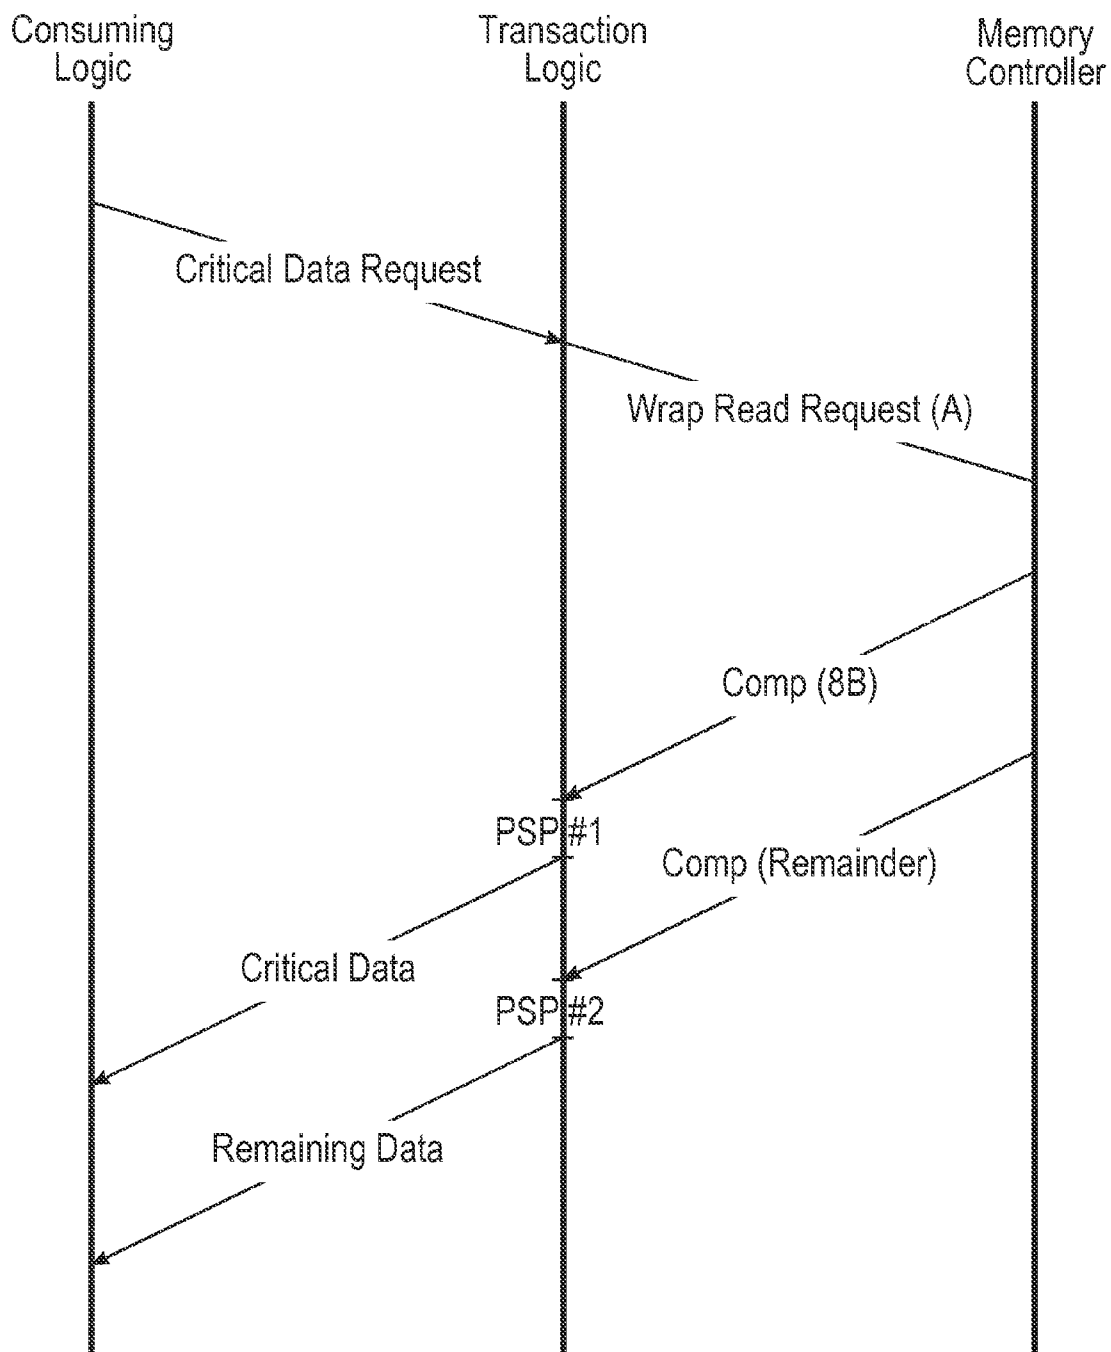 Consuming
Logic
Transaction
Logic
Memory
Controller
Critical Data Request
Wrap Read Request (A)
Comp (8B)
PSP #1
Comp (Remainder)
Critical Data
PSP #2
Remaining Data